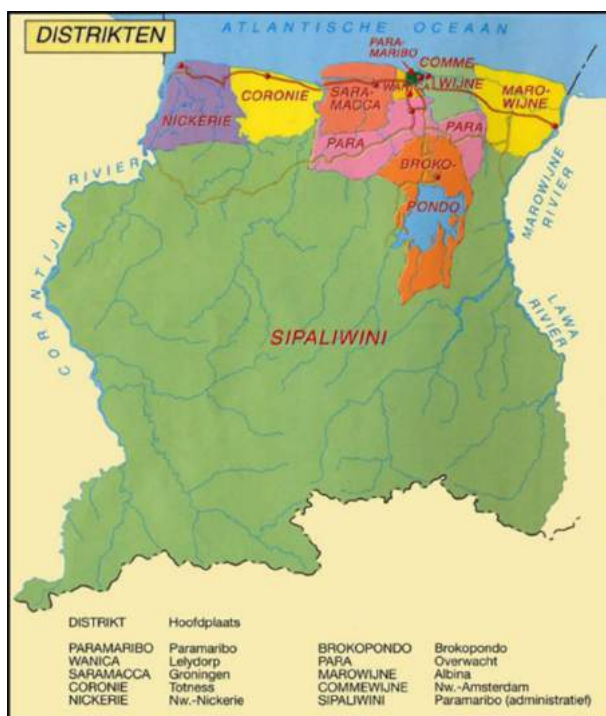 ATLANTISCHE OCEAAN
DISTRIKTEN
PARA-
MARIBO
COMME
WIJNE
WANICA
SARA-
MACCA
CORONIE
NICKERIE
MARO-
WIJNE
PARA
PARA
BROKO-
PONDO
RIVIER
CORANTIJN
MAROWIJNE
RIVIER
LAWA
RIVIER
SIPALIWINI
DISTRIKT Hoofdplaats
PARAMARIBO Paramaribo
WANICA Lelydorp
SARAMACCA Groningen
CORONIE Totness
NICKERIE Nw.-Nickerie
BROKOPONDO Brokopondo
PARA Overwacht
MAROWIJNE Albina
COMMEWIJNE Nw.-Amsterdam
SIPALIWINI Paramaribo (administratief)